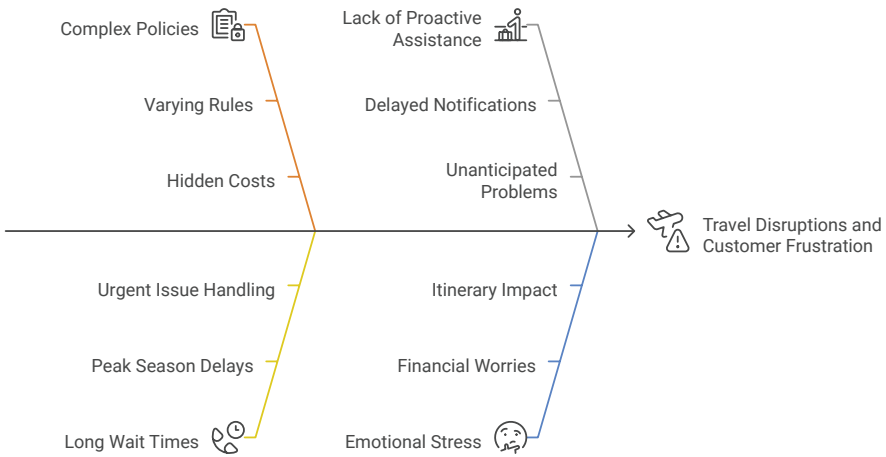 Complex Policies
Lack of Proactive
Assistance
Varying Rules
Delayed Notifications
Hidden Costs
Unanticipated
Problems
Travel Disruptions and
Customer Frustration
Urgent Issue Handling
Itinerary Impact
Peak Season Delays
Financial Worries
Long Wait Times
Emotional Stress